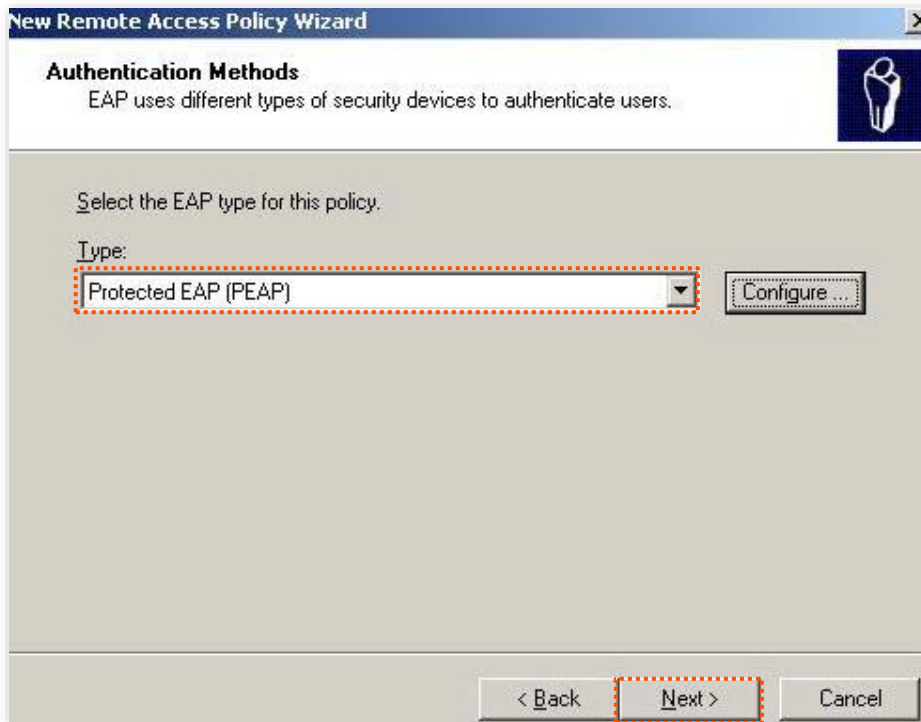 New Remote Access Policy Wizard
Authentication Methods
EAP uses different types of security devices to authenticate users.
Select the EAP type for this policy.
Type:
Protected EAP (PEAP)
Configure ...
< Back
Next >
Cancel